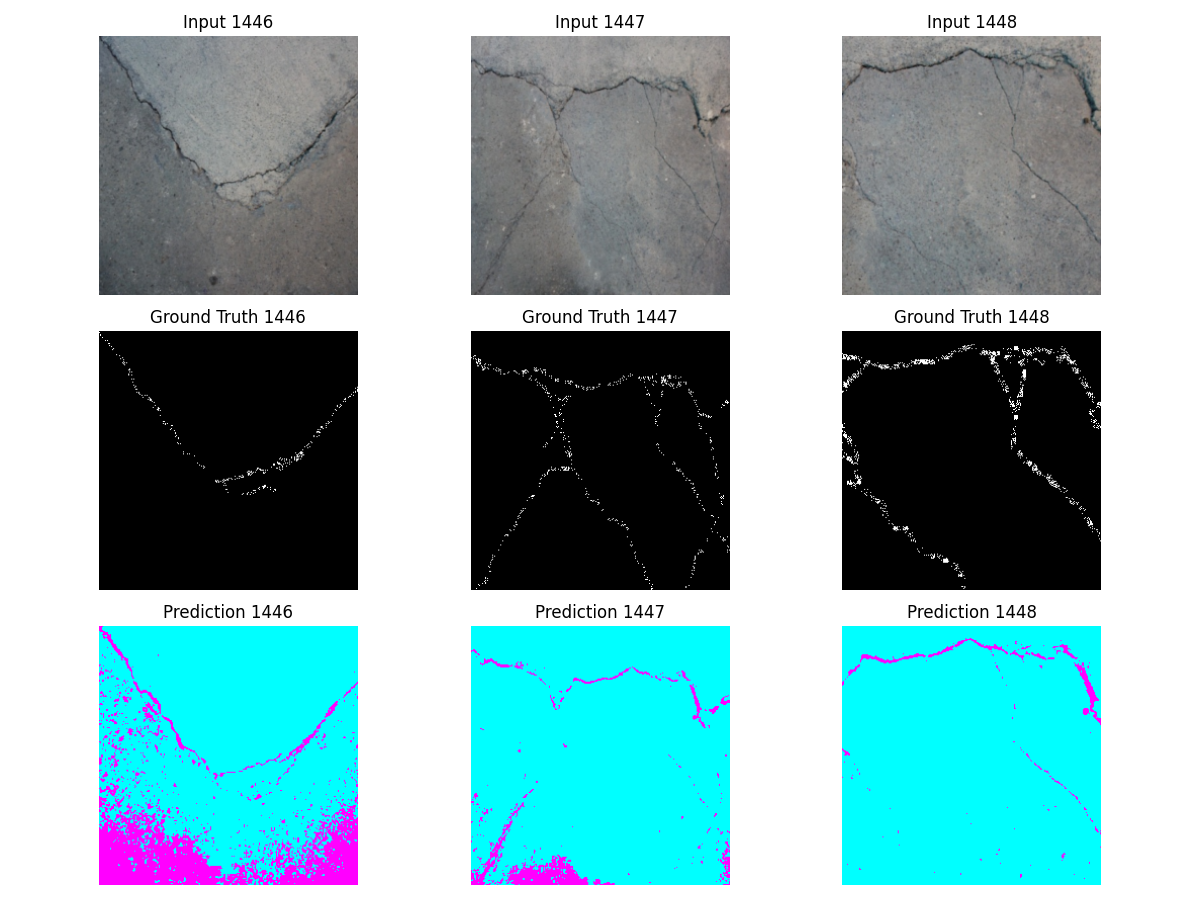 Input 1446
Input 1447
Input 1448
Ground Truth 1446
Ground Truth 1447
Ground Truth 1448
Prediction 1446
Prediction 1447
Prediction 1448